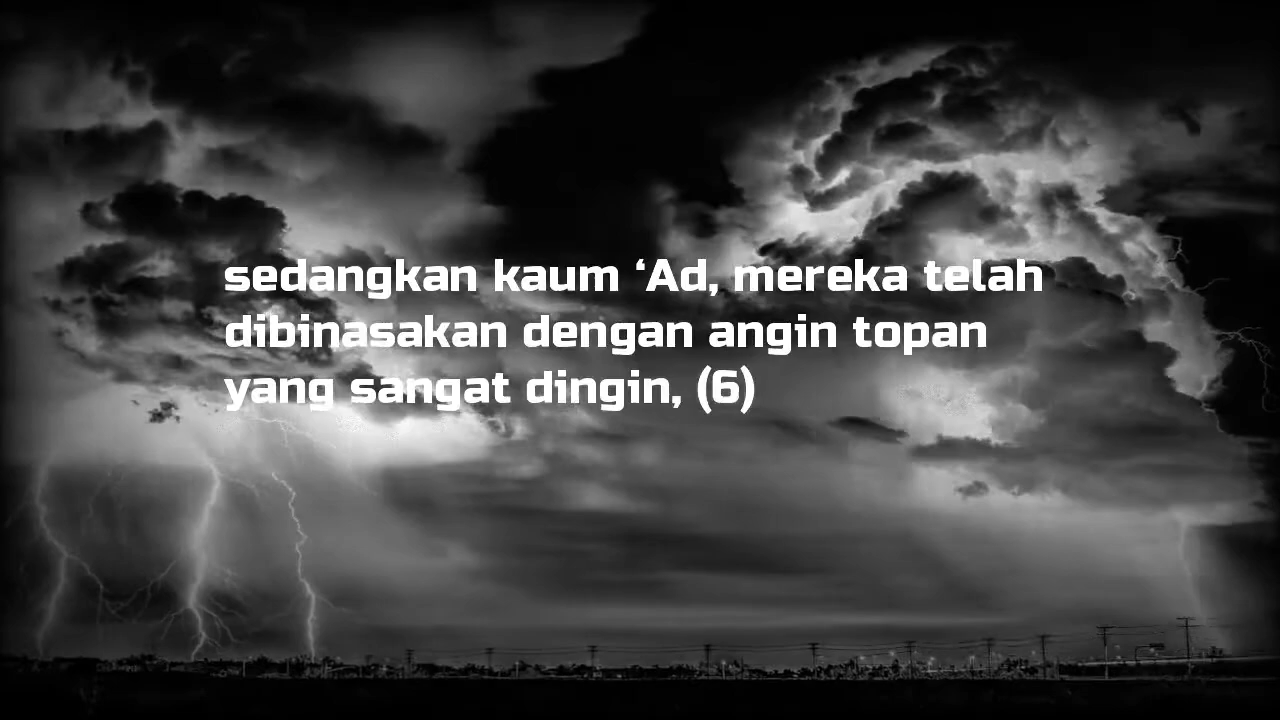 sedangkan kaum ‘Ad, mereka telah
dibinasakan dengan angin topan
yang sangat dingin, (6)